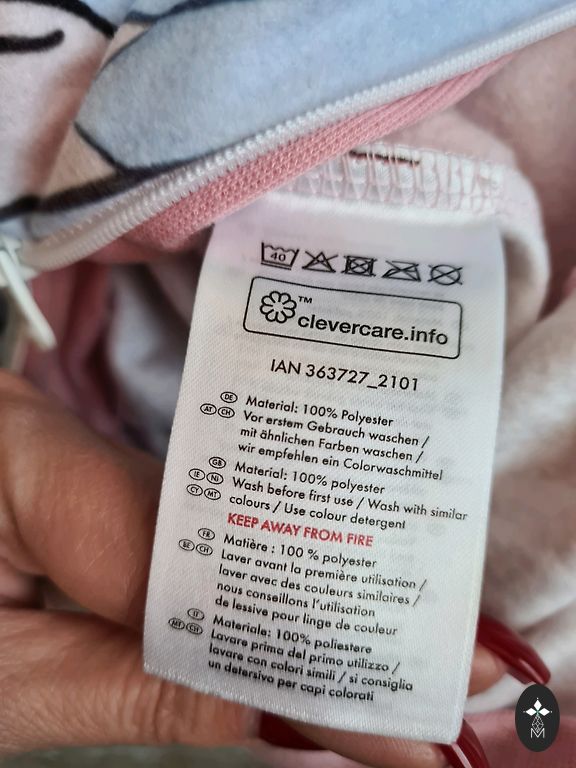 40
™
clevercare.info
IAN 363727_2101
DE Material: 100% Polyester
AT CH Vor erstem Gebrauch waschen /
mit ähnlichen Farben waschen /
wir empfehlen ein Colorwaschmittel
GB Material: 100% polyester
IE NI Wash before first use / Wash with similar
CY MT colours / Use colour detergent
KEEP AWAY FROM FIRE
FR Matière : 100 % polyester
BE CH Laver avant la première utilisation /
laver avec des couleurs similaires /
nous conseillons l'utilisation
de lessive pour linge de couleur
IT Materiale: 100% poliestere
MT CH Lavare prima del primo utilizzo /
lavare con colori simili / si consiglia
un detersivo per capi colorati
M